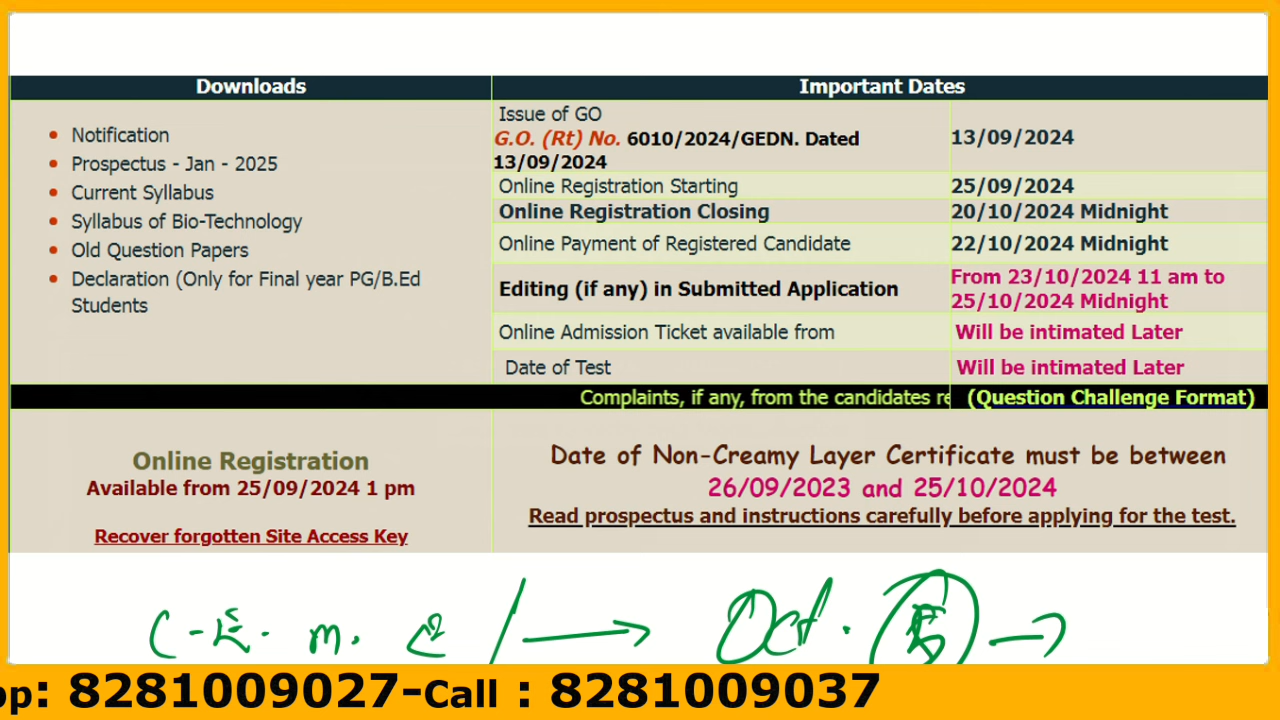 Downloads
Important Dates
Notification
Prospectus - Jan - 2025
Current Syllabus
Syllabus of Bio-Technology
Old Question Papers
Declaration (Only for Final year PG/B.Ed
Students
Issue of GO
G.O. (Rt) No. 6010/2024/GEDN. Dated
13/09/2024
13/09/2024
Online Registration Starting
25/09/2024
Online Registration Closing
20/10/2024 Midnight
Online Payment of Registered Candidate
22/10/2024 Midnight
Editing (if any) in Submitted Application
From 23/10/2024 11 am to
25/10/2024 Midnight
Online Admission Ticket available from
Will be intimated Later
Date of Test
Will be intimated Later
Complaints, if any, from the candidates re
(Question Challenge Format)
Online Registration
Available from 25/09/2024 1 pm
Recover forgotten Site Access Key
Date of Non-Creamy Layer Certificate must be between
26/09/2023 and 25/10/2024
Read prospectus and instructions carefully before applying for the test.
Oct.
pp: 8281009027-Call : 8281009037